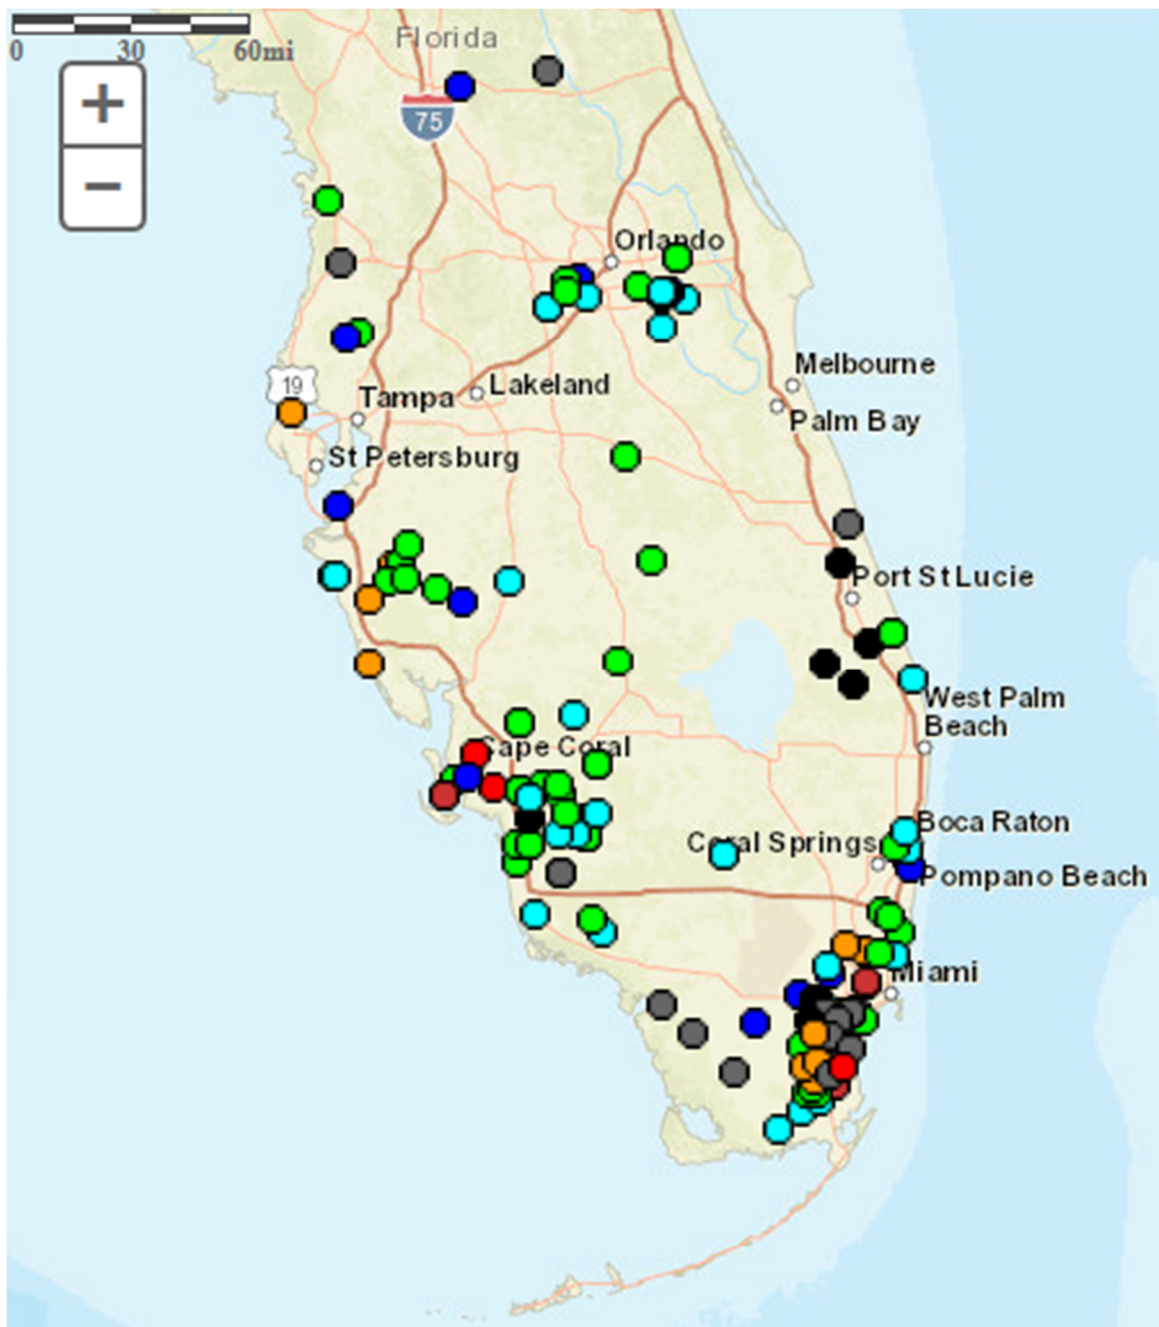 Florida
0 30 60mi
+
75
−
Orlando
Melbourne
19
Lakeland
Tampa
Palm Bay
St Petersburg
Port St Lucie
West Palm
Beach
Cape Coral
Boca Raton
Coral Springs
Pompano Beach
Miami